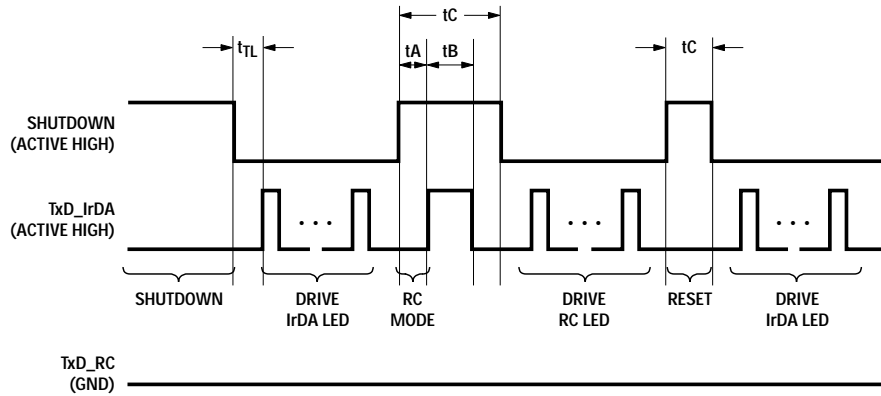 tC
tTL
tA tB
tC
SHUTDOWN
(ACTIVE HIGH)
TxD_IrDA
(ACTIVE HIGH)
SHUTDOWN
DRIVE
IrDA LED
RC
MODE
DRIVE
RC LED
RESET
DRIVE
IrDA LED
TxD_RC
(GND)